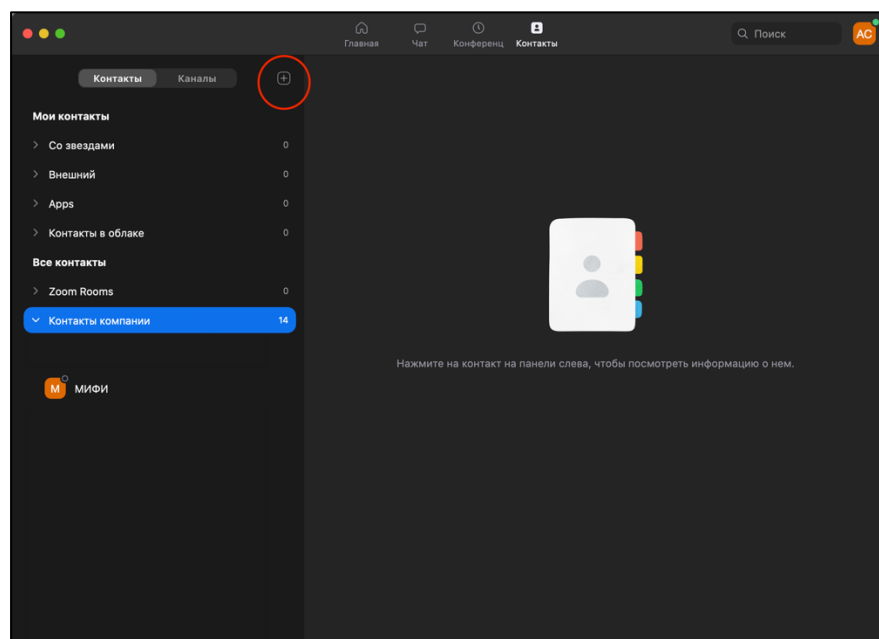 Главная Чат Конференц Контакты
Поиск
АС
Контакты Каналы
Мои контакты
Со звездами 0
Внешний 0
Apps 0
Контакты в облаке 0
Все контакты
Zoom Rooms 0
Контакты компании 14
М МИФИ
Нажмите на контакт на панели слева, чтобы посмотреть информацию о нем.